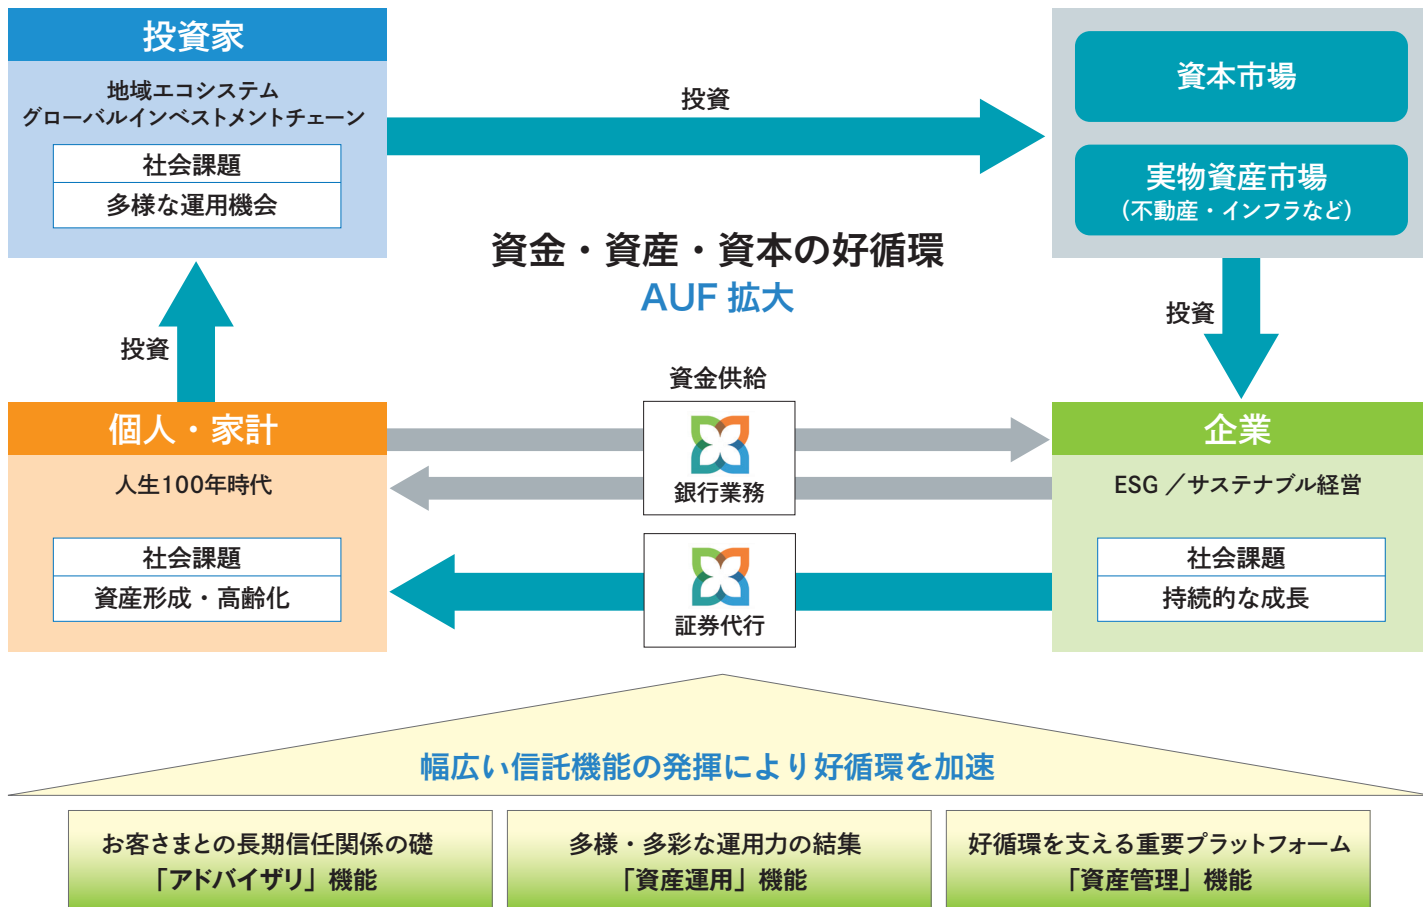 投資家
地域エコシステム
グローバルインベストメントチェーン
社会課題
多様な運用機会
投資
資本市場
実物資産市場
(不動産・インフラなど)
資金・資産・資本の好循環
AUF 拡大
投資
投資
資金供給
個人・家計
人生100年時代
社会課題
資産形成・高齢化
銀行業務
証券代行
企業
ESG／サステナブル経営
社会課題
持続的な成長
幅広い信託機能の発揮により好循環を加速
お客さまとの長期信任関係の礎
「アドバイザリ」機能
多様・多彩な運用力の結集
「資産運用」機能
好循環を支える重要プラットフォーム
「資産管理」機能